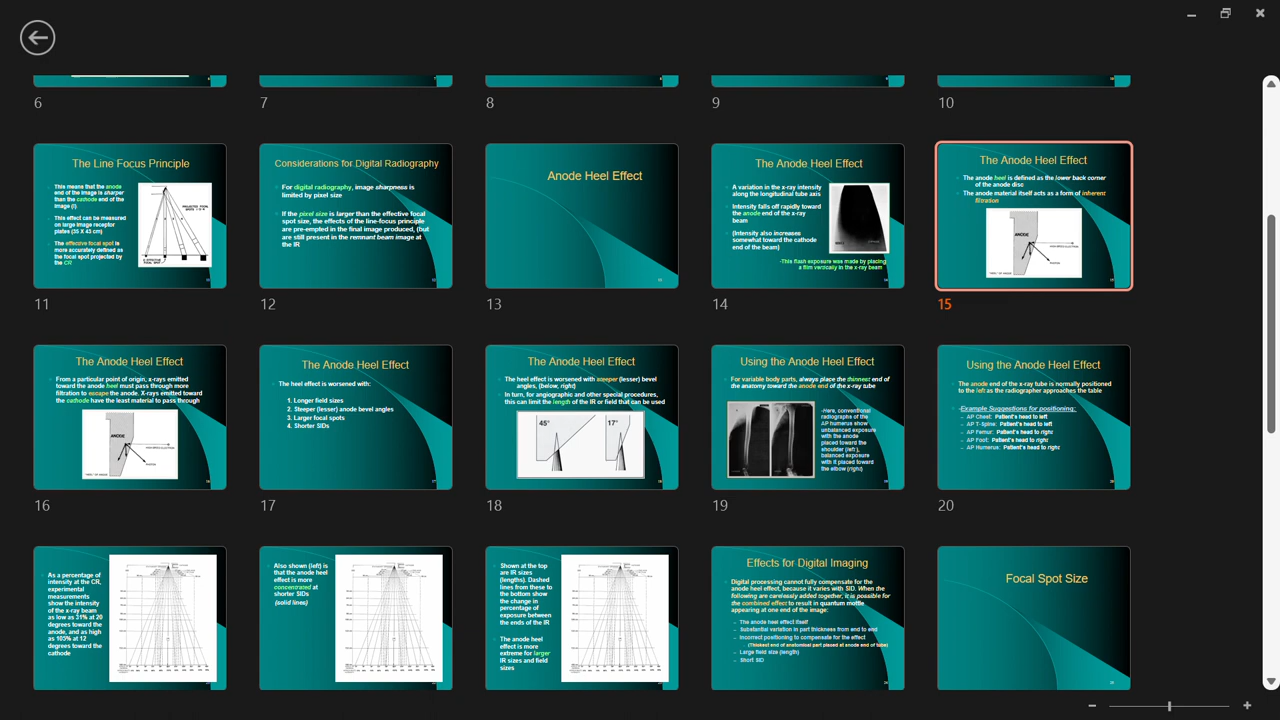 6
7
8
9
10
The Line Focus Principle
This means that the anode
end of the image is sharper
than the cathode end of the
image (l).
This effect can be measured
on large image receptor
plates (35 X 43 cm)
The effective focal spot is
more accurately defined as
the focal spot projected by
the CR
11
Considerations for Digital Radiography
For digital radiography, image sharpness is
limited by pixel size
If the pixel size is larger than the effective focal
spot size, the effects of the line-focus principle
are pre-empted in the final image produced, (but
are still present in the remnant beam image at
the IR
12
Anode Heel Effect
13
The Anode Heel Effect
A variation in the x-ray intensity
along the longitudinal tube axis
Intensity falls off rapidly toward
the anode end of the x-ray
beam
(Intensity also increases
somewhat toward the cathode
end of the beam)
-This flash exposure was made by placing
a film vertically in the x-ray beam
14
The Anode Heel Effect
The anode heel is defined as the lower back corner
of the anode disc
The anode material itself acts as a form of inherent
filtration
ANODE
15
The Anode Heel Effect
From a particular point of origin, x-rays emitted
toward the anode heel must pass through more
filtration to escape the anode. X-rays emitted toward
the cathode have the least material to pass through
ANODE
16
The Anode Heel Effect
The heel effect is worsened with:
1. Longer field sizes
2. Steeper (lesser) anode bevel angles
3. Larger focal spots
4. Shorter SIDs
17
The Anode Heel Effect
The heel effect is worsened with steeper (lesser) bevel
angles, (below, right)
In turn, for angiographic and other special procedures,
this can limit the length of the IR or field that can be used
45°
17°
18
Using the Anode Heel Effect
For variable body parts, always place the thinnest end of
the anatomy toward the anode end of the x-ray tube
-Here, conventional
radiographs of the
AP humerus show
unbalanced exposure
with the anode
placed toward the
shoulder (left),
balanced exposure
with it placed toward
the elbow (right)
19
Using the Anode Heel Effect
The anode end of the x-ray tube is normally positioned
to the left as the radiographer approaches the table
-Example Suggestions for positioning:
– AP Chest: Patient's head to left
– AP T-Spine: Patient's head to left
– AP Femur: Patient's head to right
– AP Foot: Patient's head to right
– AP Humerus: Patient's head to right
20
As a percentage of
intensity at the CR,
experimental
measurements
show the intensity
of the x-ray beam
as low as 31% at 20
degrees toward the
anode, and as high
as 103% at 12
degrees toward the
cathode
Also shown (left) is
that the anode heel
effect is more
concentrated at
shorter SIDs
(solid lines)
Shown at the top
are IR sizes
(lengths). Dashed
lines from these to
the bottom show
the change in
percentage of
exposure between
the ends of the IR
The anode heel
effect is more
extreme for larger
IR sizes and field
sizes
Effects for Digital Imaging
Digital processing cannot fully compensate for the
anode heel effect, because it varies with SID. When the
following are carelessly added together, it is possible for
the combined effect to result in quantum mottle
appearing at one end of the image:
– The anode heel effect itself
– Substantial variation in part thickness from end to end
– Incorrect positioning to compensate for the effect
(Thickest end of anatomical part placed at anode end of tube)
– Large field size (length)
– Short SID
Focal Spot Size